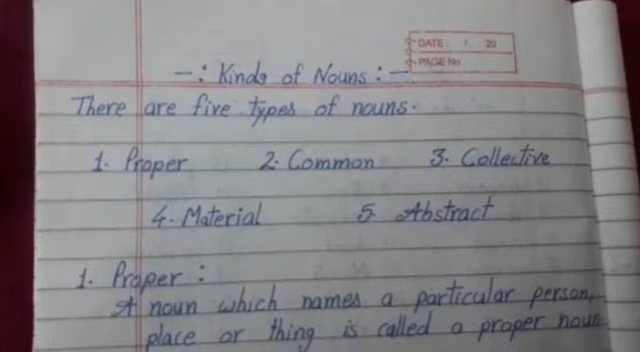 DATE: / 20
PAGE No
-: Kinds of Nouns :-
There are five types of nouns.
1. Proper 2. Common 3. Collective
4. Material 5. Abstract
1. Proper :
A noun which names a particular person,
place or thing is called a proper noun